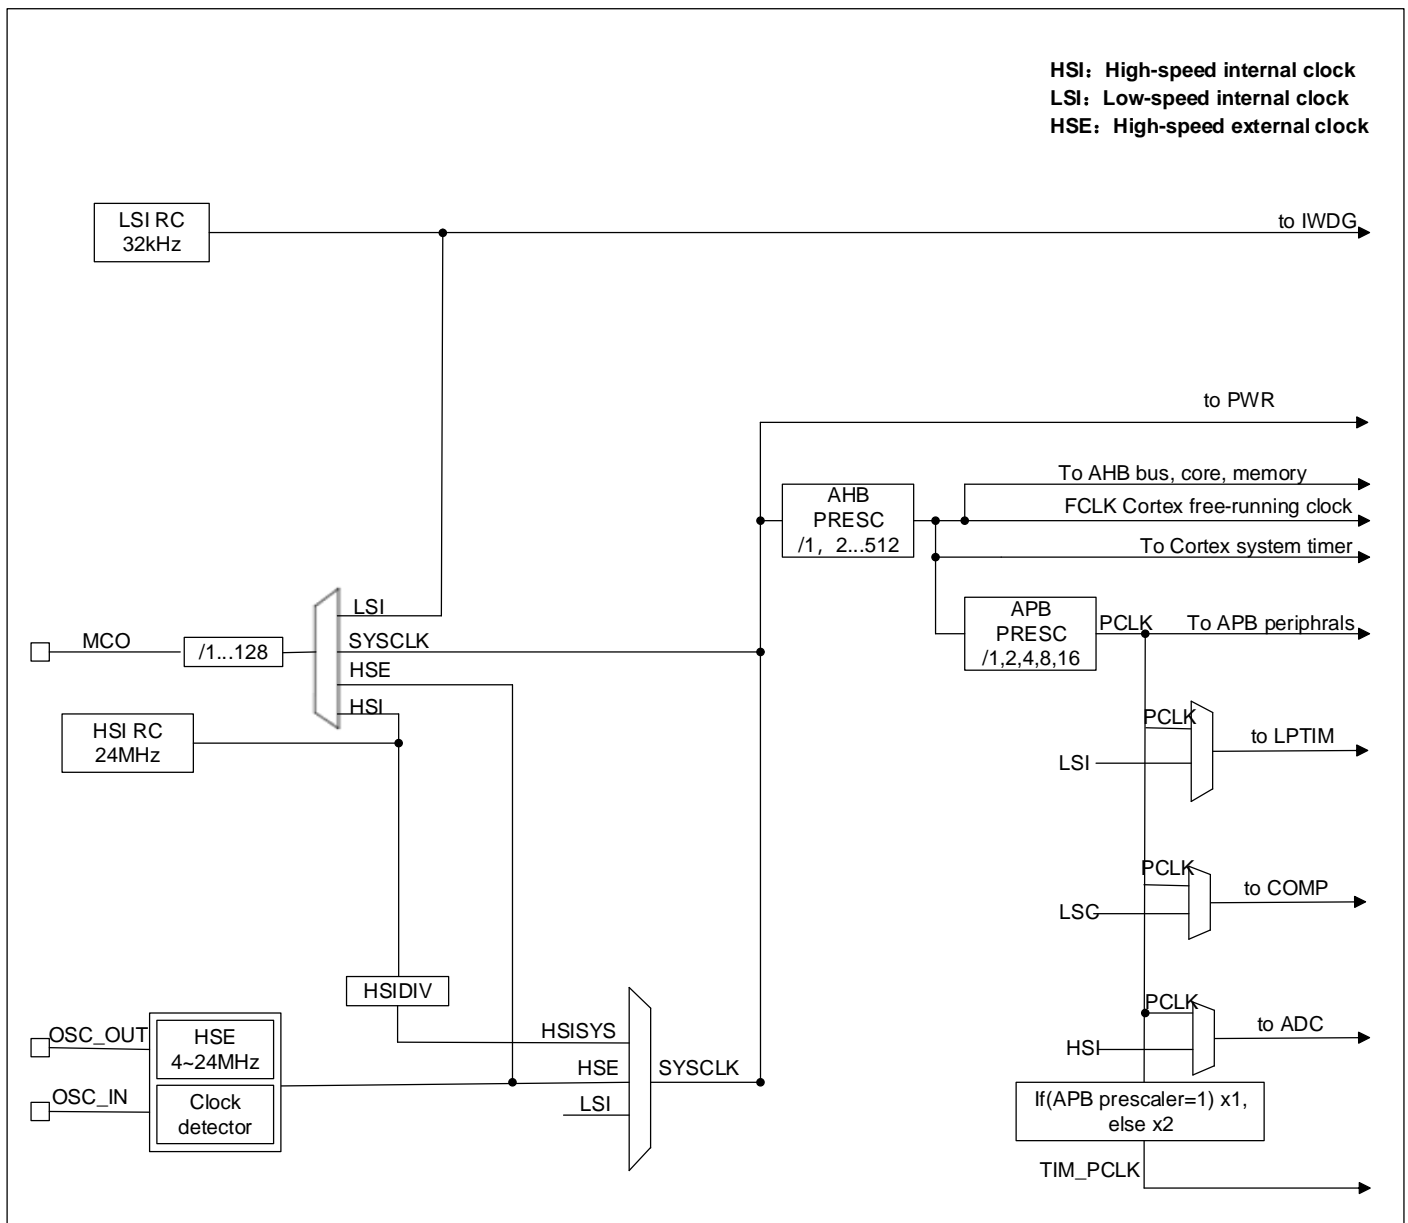 HSI：High-speed internal clock
LSI：Low-speed internal clock
HSE：High-speed external clock
LSI RC
32kHz
to IWDG
to PWR
To AHB bus, core, memory
AHB
PRESC
/1，2...512
FCLK Cortex free-running clock
To Cortex system timer
LSI
APB
PRESC
/1,2,4,8,16
PCLK
To APB periphrals
MCO
/1...128
SYSCLK
HSE
HSI
HSI RC
24MHz
PCLK
LSI
to LPTIM
PCLK
LSC
to COMP
HSIDIV
OSC_OUT
HSE
4~24MHz
HSISYS
PCLK
HSI
to ADC
HSE
SYSCLK
OSC_IN
Clock
detector
LSI
If(APB prescaler=1) x1,
else x2
TIM_PCLK